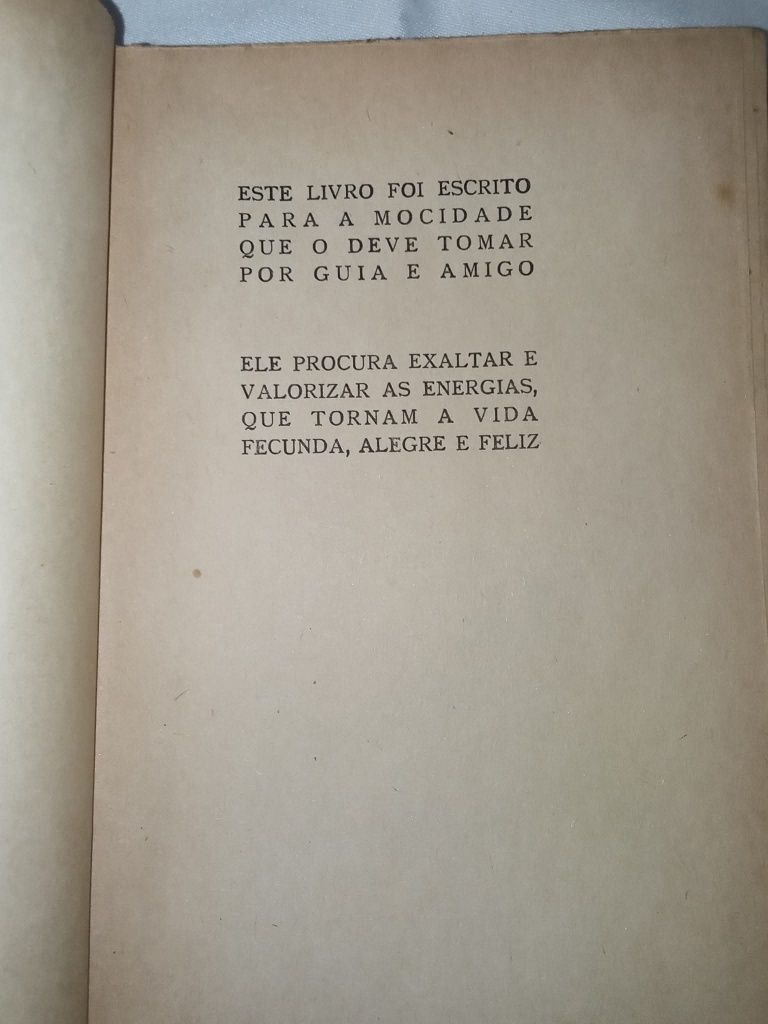 ESTE LIVRO FOI ESCRITO
PARA A MOCIDADE
QUE O DEVE TOMAR
POR GUIA E AMIGO
ELE PROCURA EXALTAR E
VALORIZAR AS ENERGIAS,
QUE TORNAM A VIDA
FECUNDA, ALEGRE E FELIZ